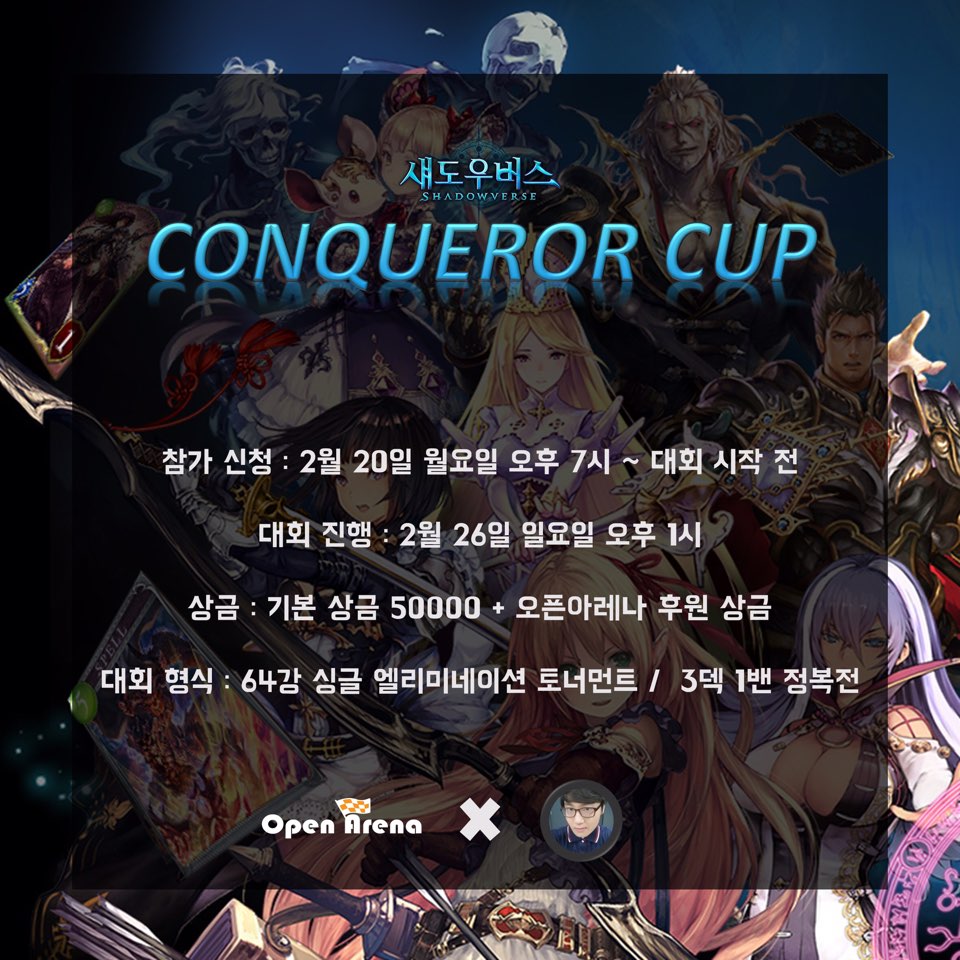 섀도우버스
SHADOWVERSE
CONQUEROR CUP
참가 신청 : 2월 20일 월요일 오후 7시 ~ 대회 시작 전
대회 진행 : 2월 26일 일요일 오후 1시
상금 : 기본 상금 50000 + 오픈아레나 후원 상금
대회 형식 : 64강 싱글 엘리미네이션 토너먼트 / 3덱 1밴 정복전
SPELL
1
Open Arena